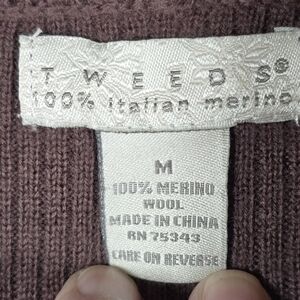 TWEEDS®
100% italian merino
M
100% MERINO
WOOL
MADE IN CHINA
RN 75343
CARE ON REVERSE